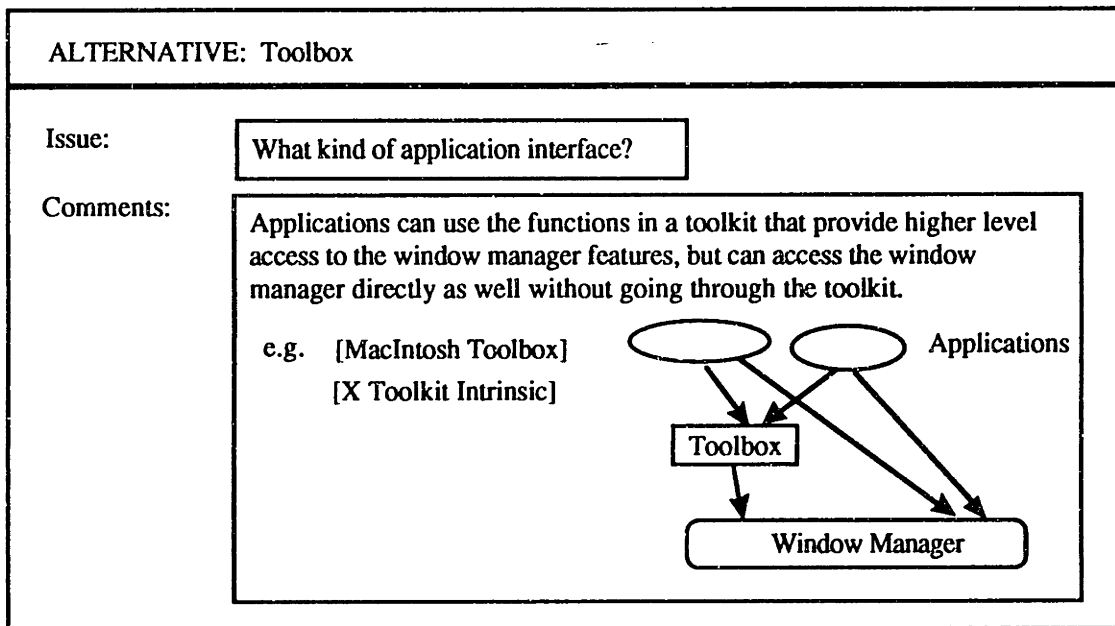 ALTERNATIVE: Toolbox
Issue:
What kind of application interface?
Comments:
Applications can use the functions in a toolkit that provide higher level
access to the window manager features, but can access the window
manager directly as well without going through the toolkit.
e.g. [MacIntosh Toolbox]
[X Toolkit Intrinsic]
Applications
Toolbox
Window Manager